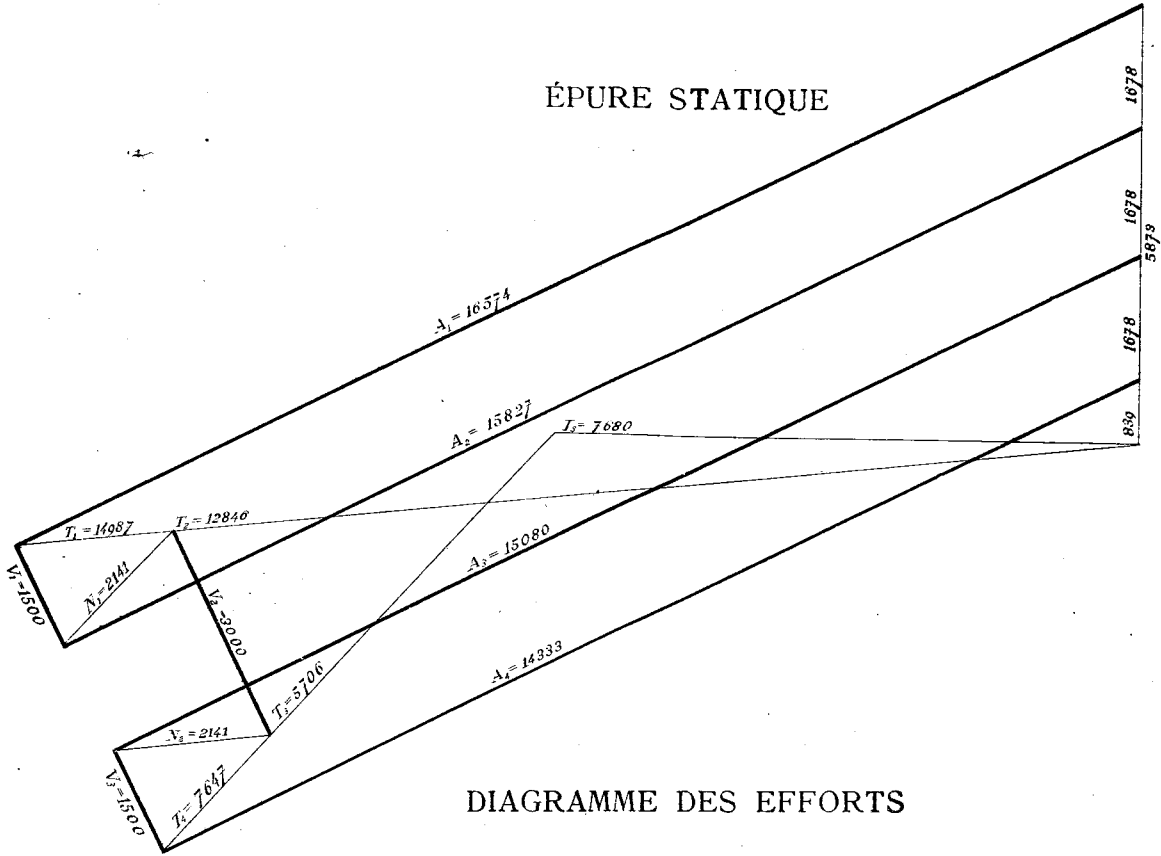 ÉPURE STATIQUE
1678
1678
5879
1678
839
A₁ = 16574
A₂ = 15827
T₅ = 7680
T₁ = 14987
T₂ = 12846
V₁ = 1500
N₁ = 2141
V₂ = 3000
A₃ = 15080
A₄ = 14333
T₃ = 5706
N₂ = 2141
V₃ = 1500
T₄ = 7647
DIAGRAMME DES EFFORTS